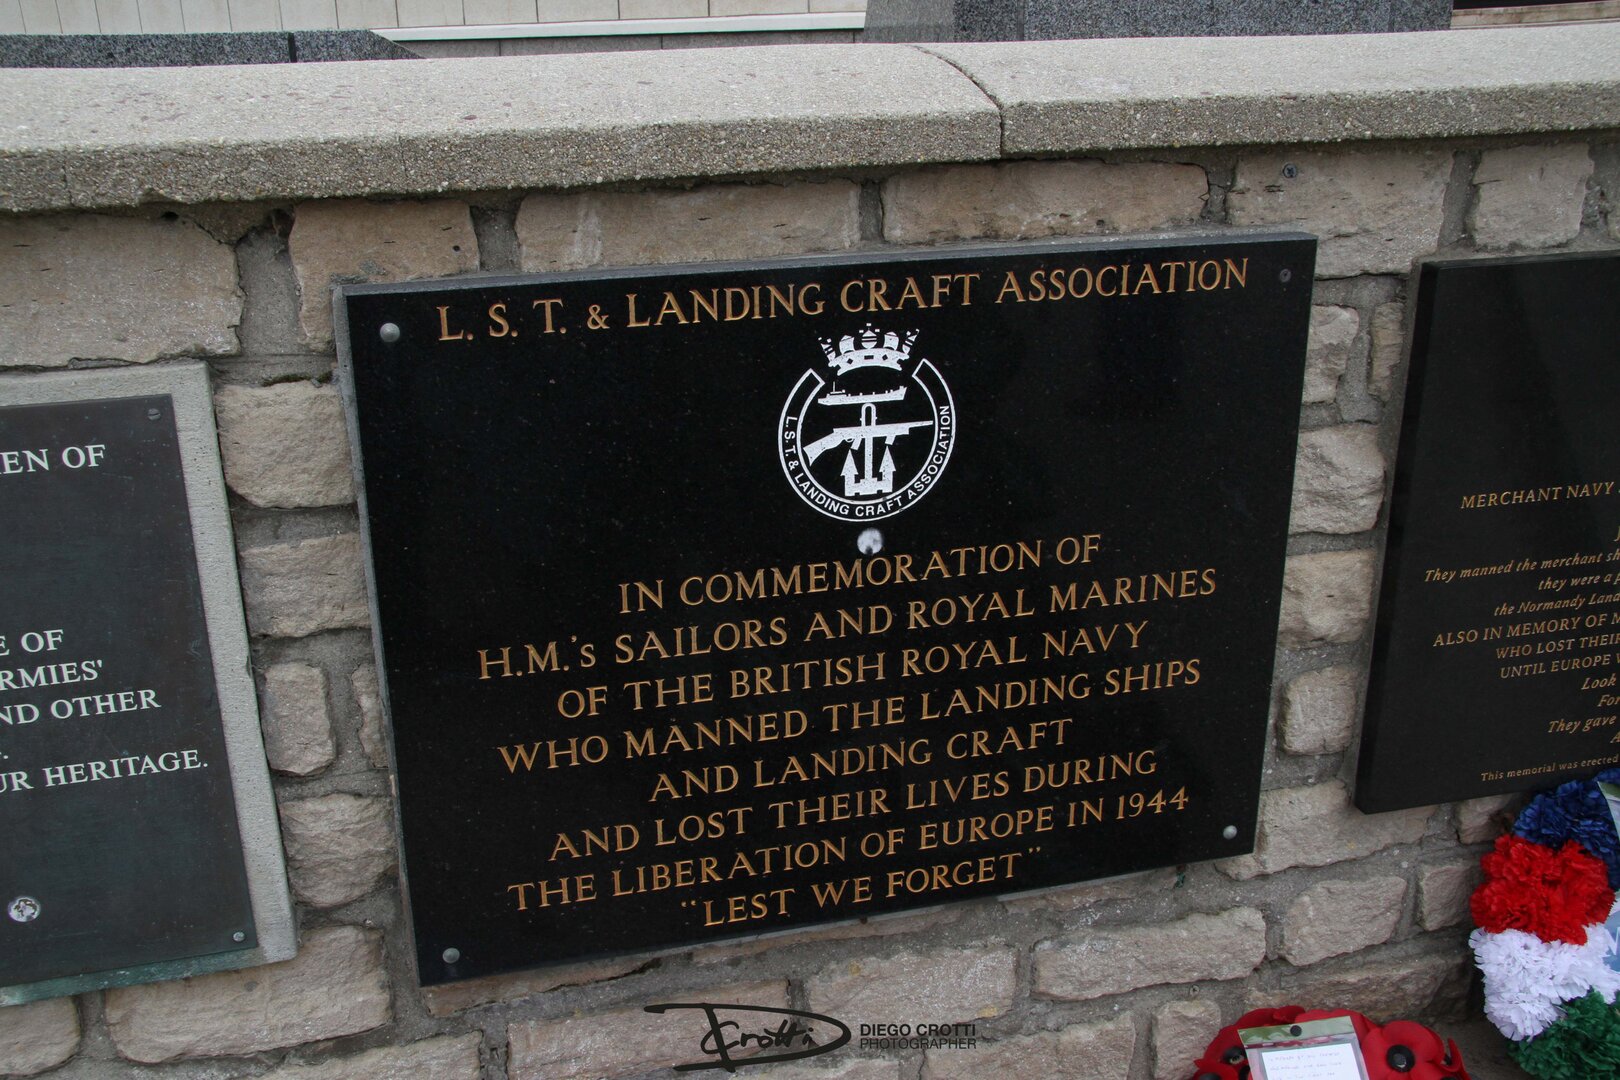 L. S. T. & LANDING CRAFT ASSOCIATION
L.S.T. & LANDING CRAFT ASSOCIATION
IN COMMEMORATION OF
H.M.'s SAILORS AND ROYAL MARINES
OF THE BRITISH ROYAL NAVY
WHO MANNED THE LANDING SHIPS
AND LANDING CRAFT
AND LOST THEIR LIVES DURING
THE LIBERATION OF EUROPE IN 1944
"LEST WE FORGET"
EN OF
E OF
RMIES'
ND OTHER
UR HERITAGE.
MERCHANT NAVY
They manned the merchant sh
they were a
the Normandy Land
ALSO IN MEMORY OF M
WHO LOST THEI
UNTIL EUROPE
Look
For
They gave
A
This memorial was erected
Crotti
DIEGO CROTTI
PHOTOGRAPHER